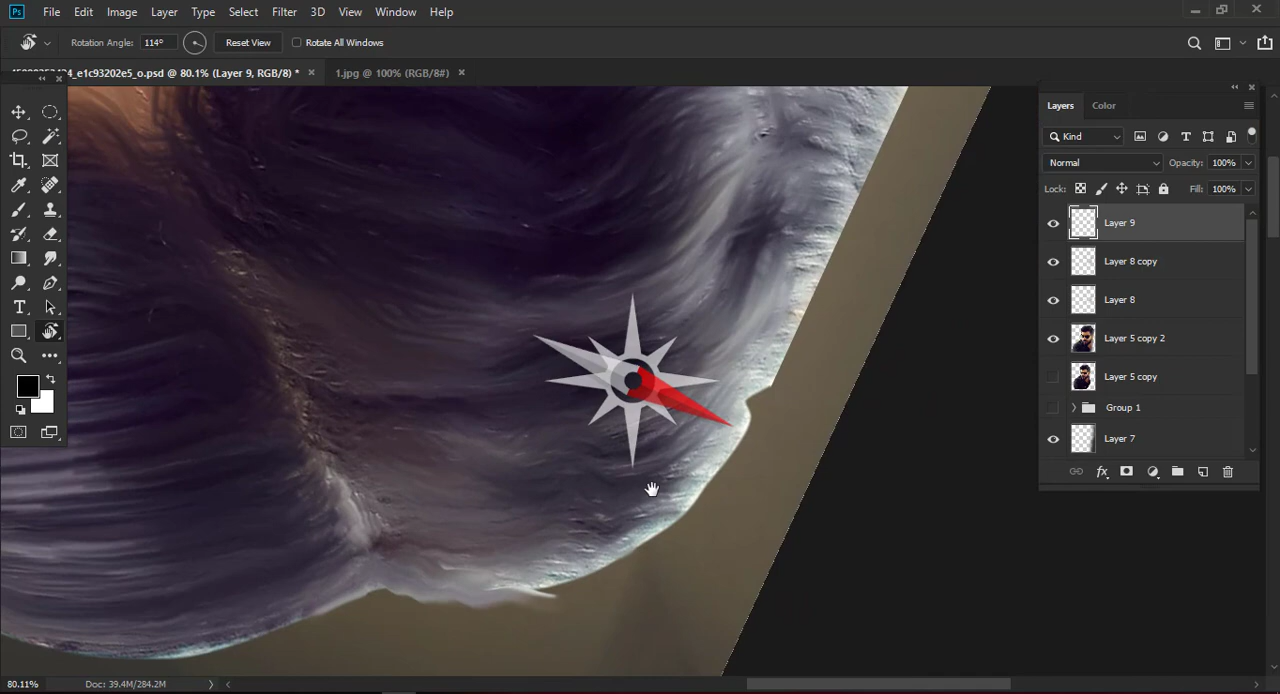 Ps File Edit Image Layer Type Select Filter 3D View Window Help
Rotation Angle: 114° Reset View Rotate All Windows
_e1c93202e5_o.psd @ 80.1% (Layer 9, RGB/8) * 1.jpg @ 100% (RGB/8#)
Layers Color
Kind
Normal Opacity: 100%
Lock: Fill: 100%
Layer 9
Layer 8 copy
Layer 8
Layer 5 copy 2
Layer 5 copy
Group 1
Layer 7
80.11% Doc: 39.4M/284.2M